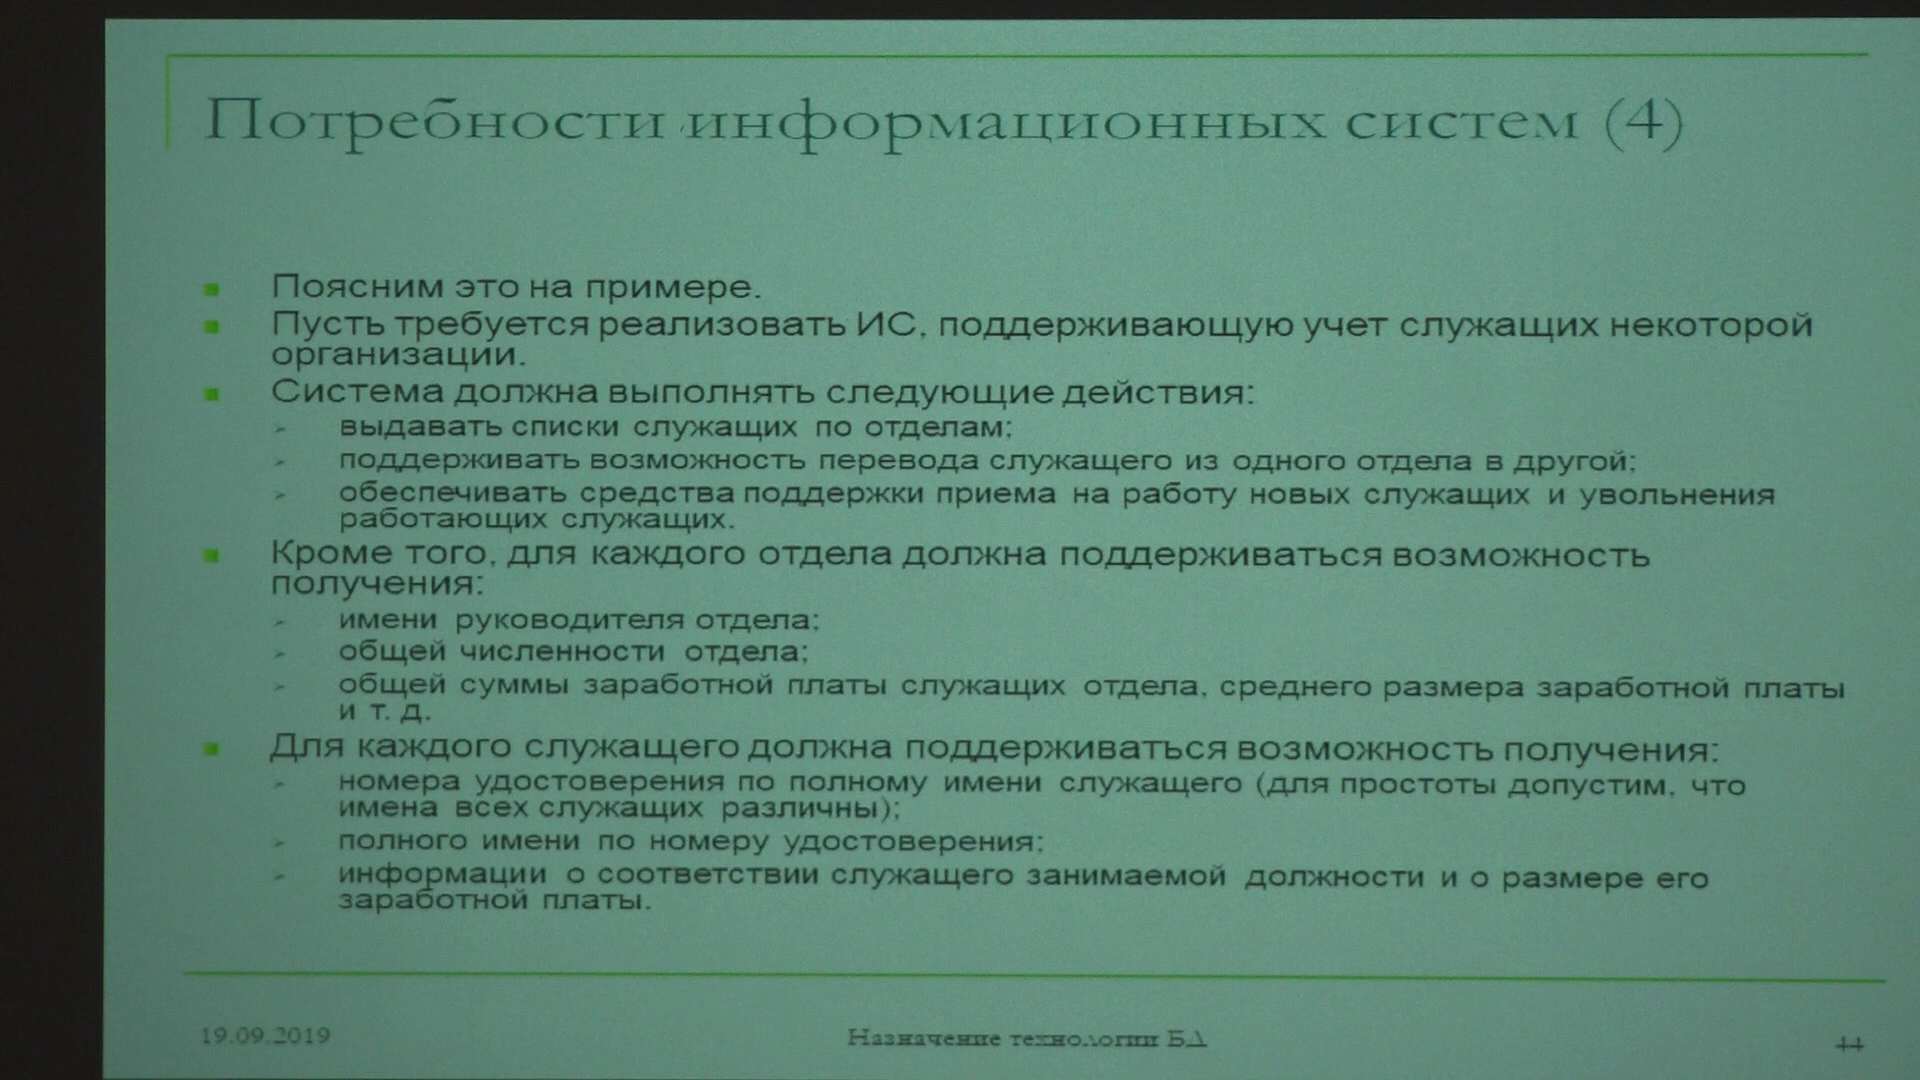 Потребности информационных систем (4)
Поясним это на примере.
Пусть требуется реализовать ИС, поддерживающую учет служащих некоторой
организации.
Система должна выполнять следующие действия:
выдавать списки служащих по отделам;
поддерживать возможность перевода служащего из одного отдела в другой;
обеспечивать средства поддержки приема на работу новых служащих и увольнения
работающих служащих.
Кроме того, для каждого отдела должна поддерживаться возможность
получения:
имени руководителя отдела;
общей численности отдела;
общей суммы заработной платы служащих отдела, среднего размера заработной платы
и т. д.
Для каждого служащего должна поддерживаться возможность получения:
номера удостоверения по полному имени служащего (для простоты допустим, что
имена всех служащих различны);
полного имени по номеру удостоверения;
информации о соответствии служащего занимаемой должности и о размере его
заработной платы.
19.09.2019
Назначение технологии БД
44